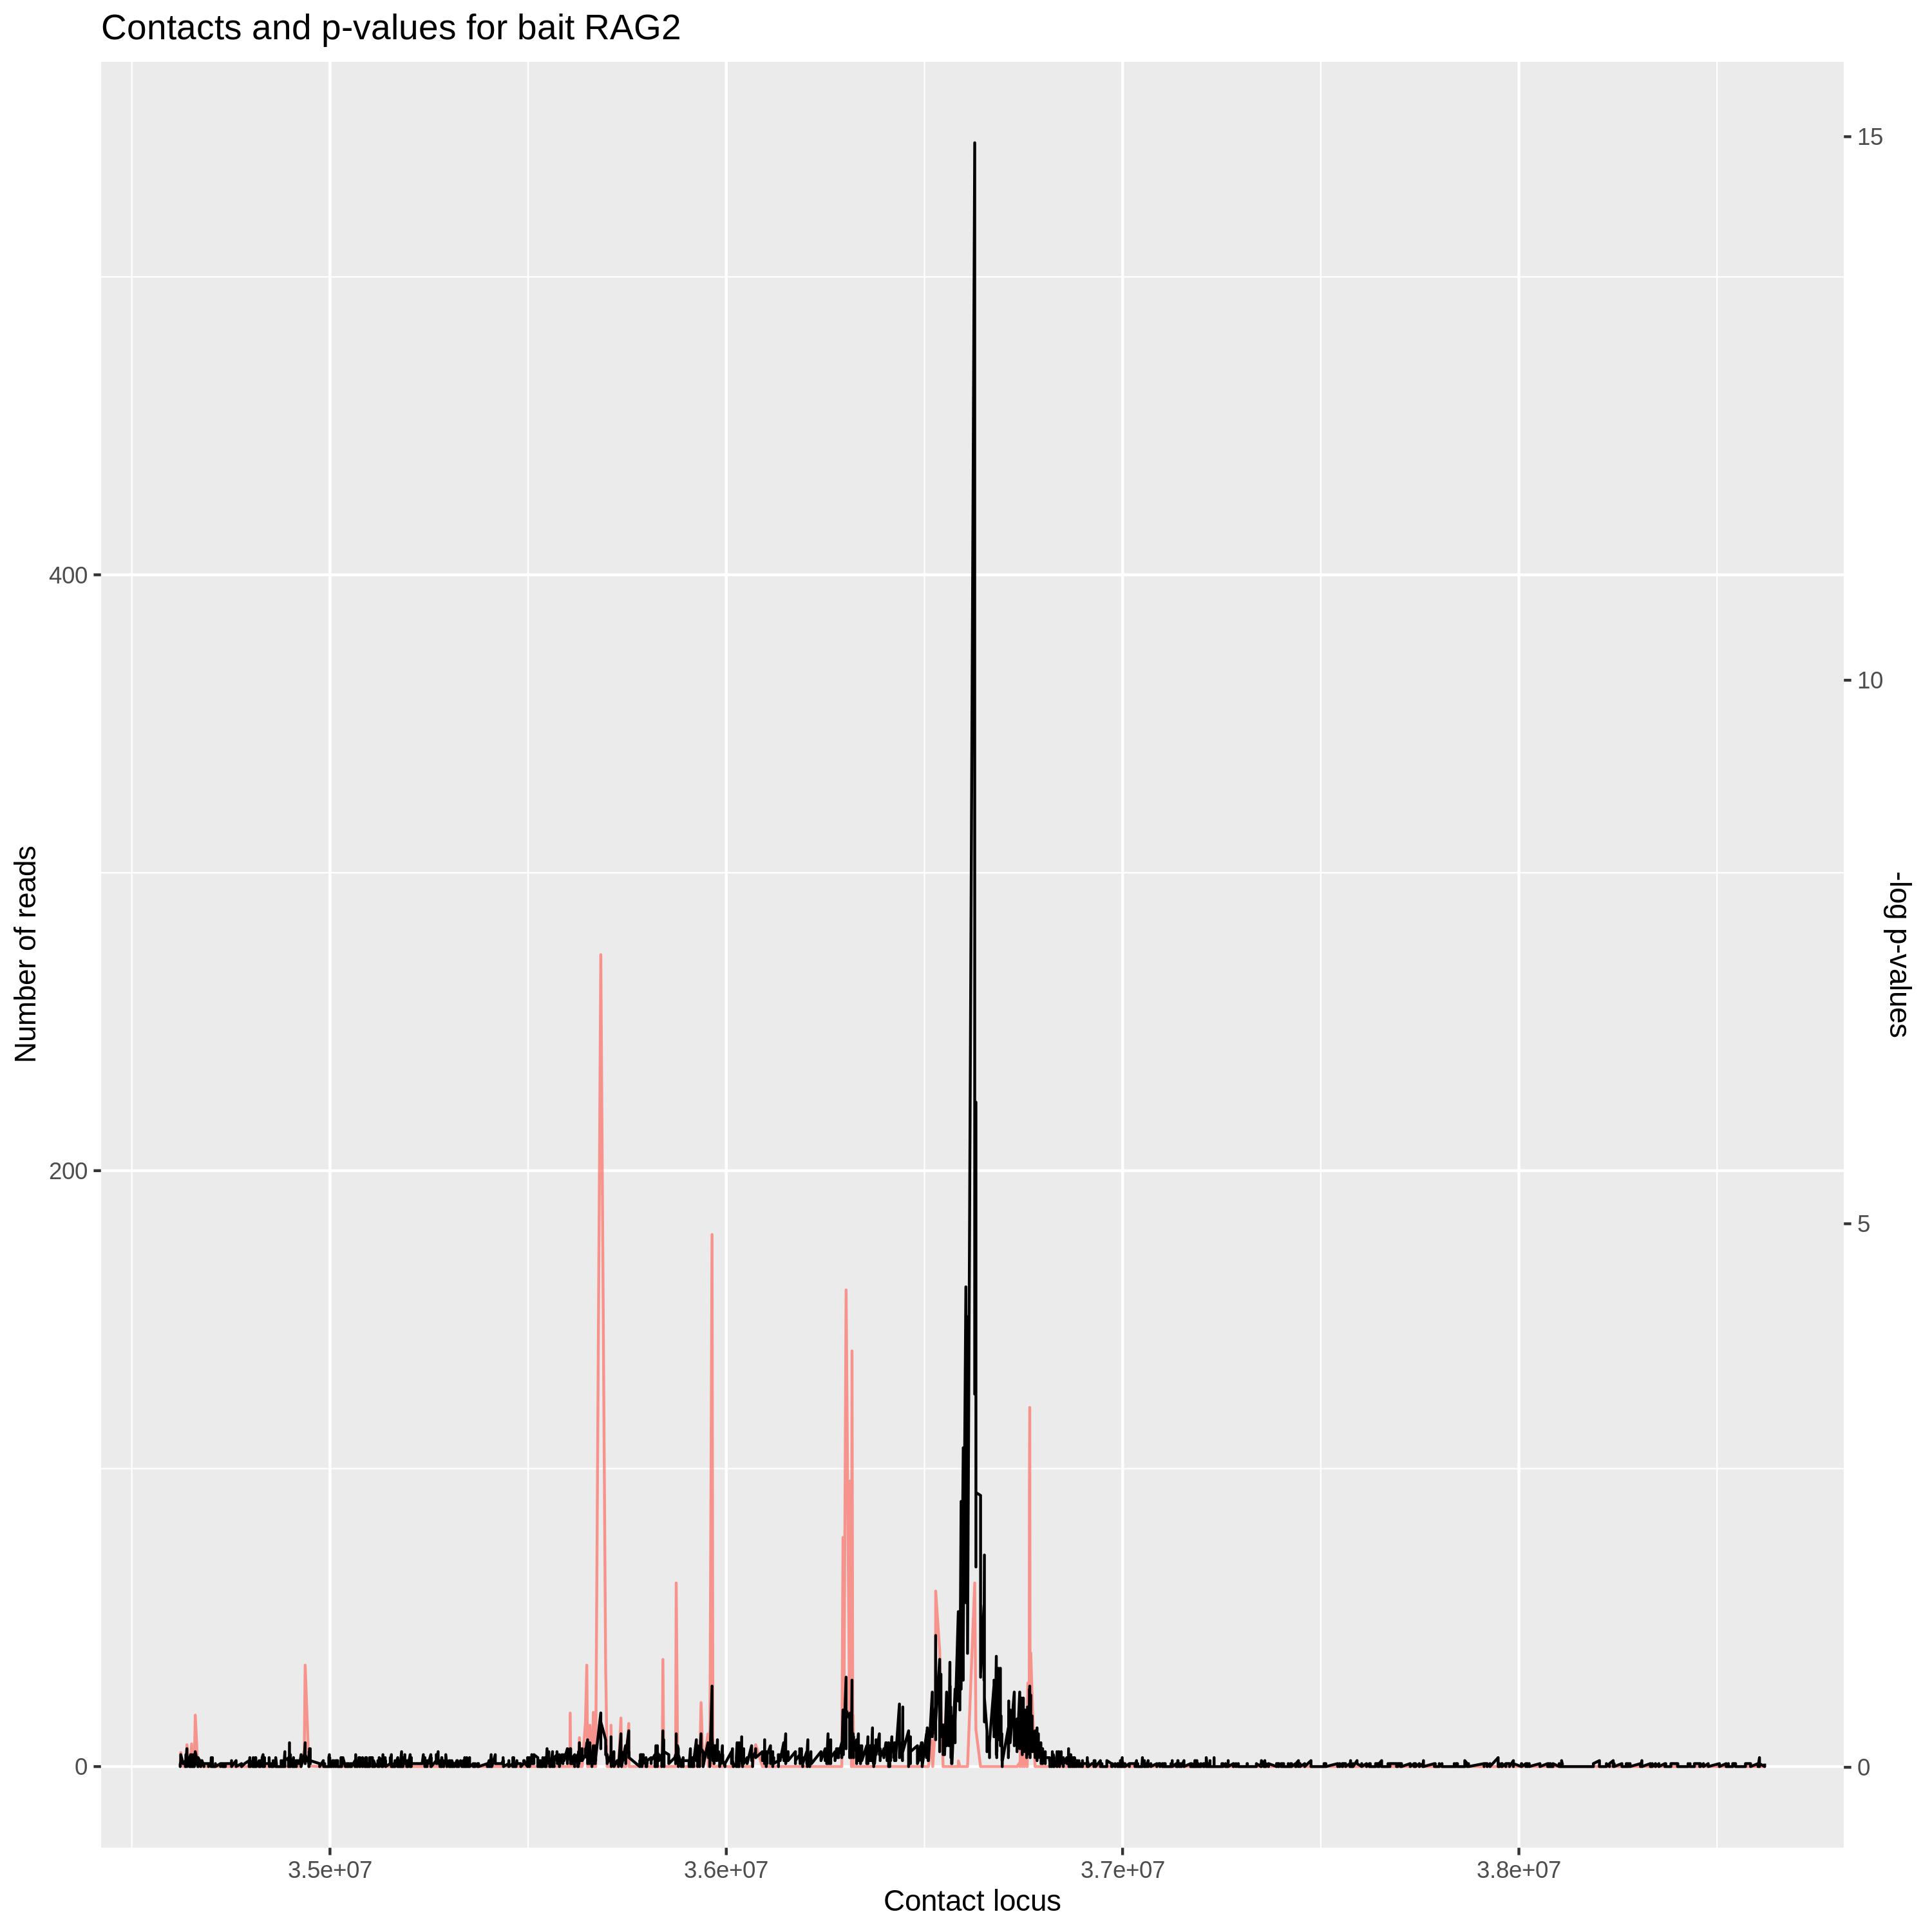 Contacts and p-values for bait RAG2
Number of reads
400
200
0
15
10
5
0
-log p-values
3.5e+07
3.6e+07
3.7e+07
3.8e+07
Contact locus